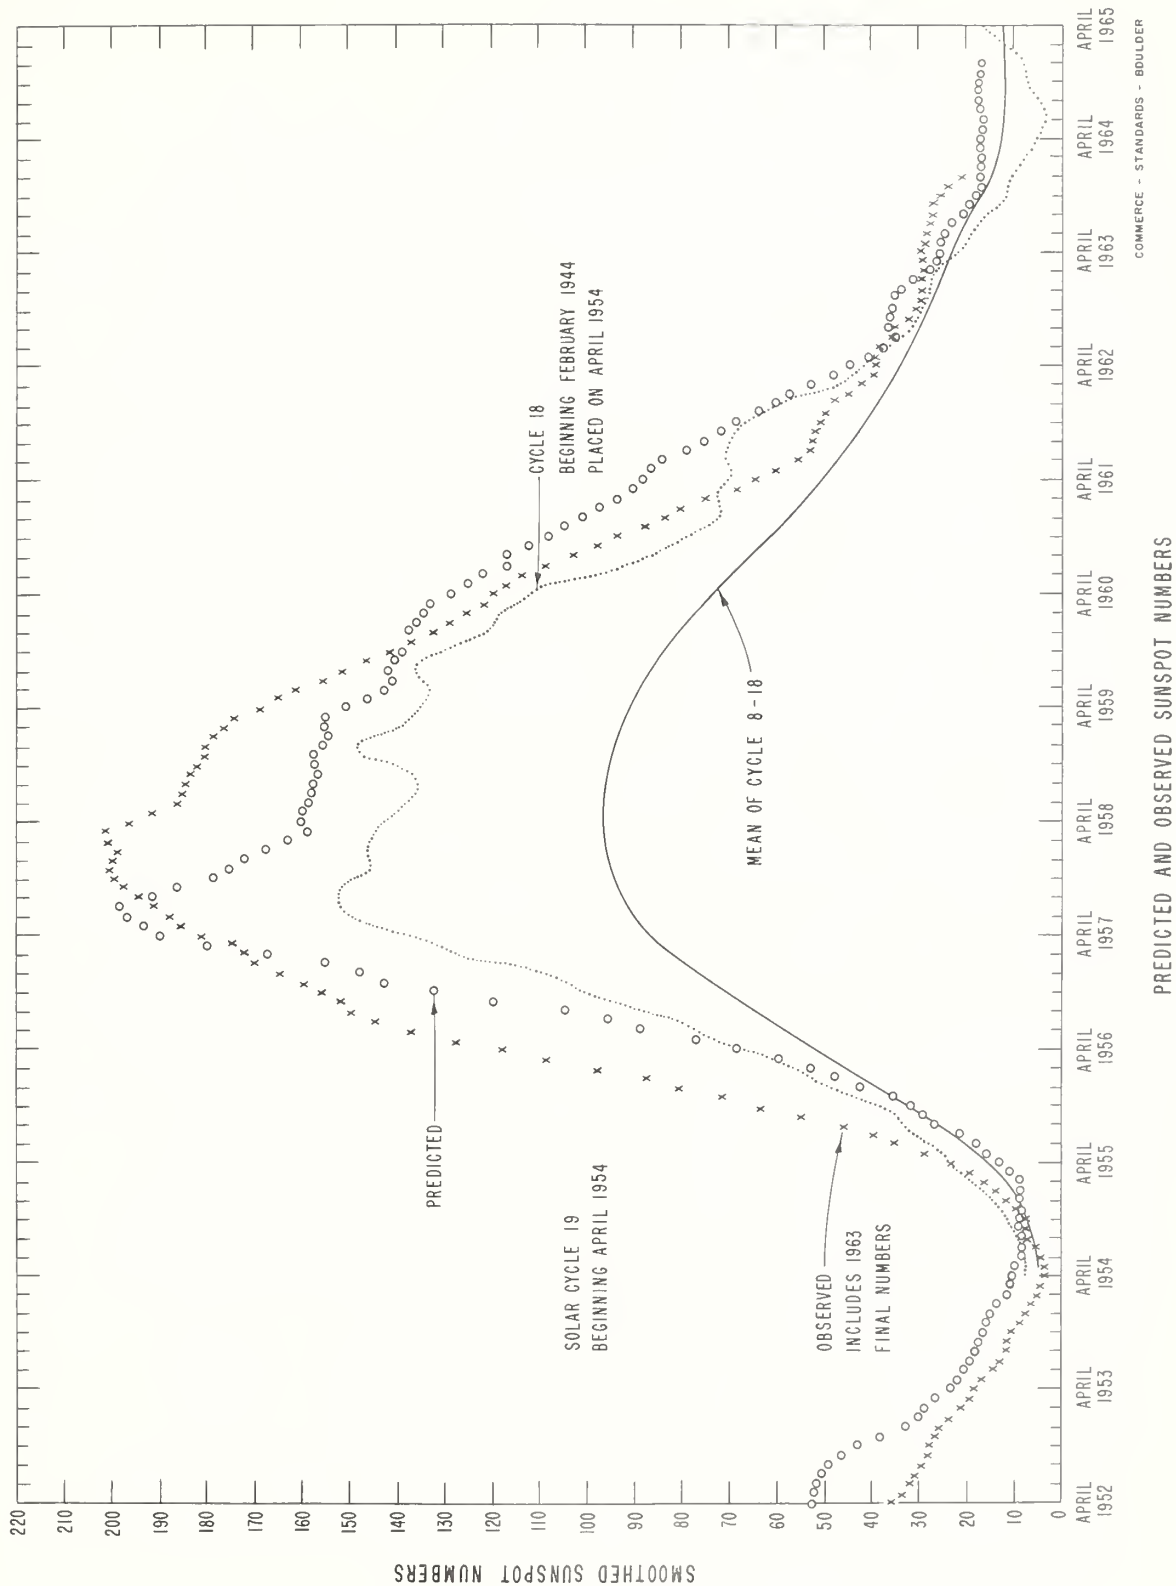 SMOOTHED SUNSPOT NUMBERS
220
210
200
190
180
170
160
150
140
130
120
110
100
90
80
70
60
50
40
30
20
10
0
CYCLE 18
BEGINNING FEBRUARY 1944
PLACED ON APRIL 1954
MEAN OF CYCLE 8-18
PREDICTED
SOLAR CYCLE 19
BEGINNING APRIL 1954
OBSERVED
INCLUDES 1963
FINAL NUMBERS
APRIL APRIL APRIL APRIL APRIL APRIL APRIL APRIL APRIL APRIL APRIL APRIL APRIL APRIL
1952 1953 1954 1955 1956 1957 1958 1959 1960 1961 1962 1963 1964 1965
COMMERCE - STANDARDS - BOULDER
PREDICTED AND OBSERVED SUNSPOT NUMBERS